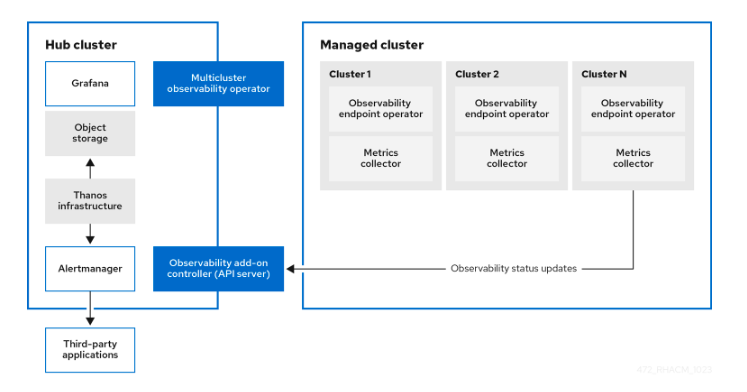 Hub cluster
Grafana
Object
storage
Thanos
infrastructure
Alertmanager
Third-party
applications
Multicluster
observability operator
Observability add-on
controller (API server)
Managed cluster
Cluster 1
Observability
endpoint operator
Metrics
collector
Cluster 2
Observability
endpoint operator
Metrics
collector
Cluster N
Observability
endpoint operator
Metrics
collector
Observability status updates
472_RHACM_1023